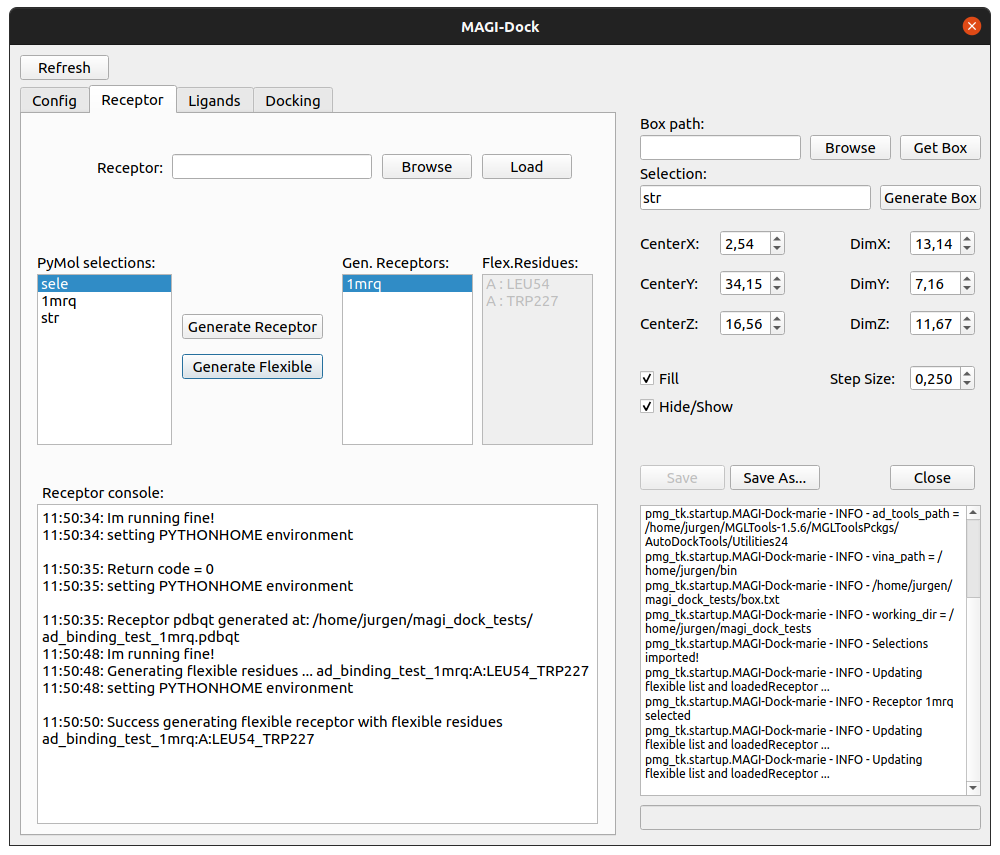 MAGI-Dock
Refresh
Config Receptor Ligands Docking
Receptor: Browse Load
PyMol selections:
sele
1mrq
str
Generate Receptor
Generate Flexible
Gen. Receptors:
1mrq
Flex.Residues:
A : LEU54
A : TRP227
Receptor console:
11:50:34: Im running fine!
11:50:34: setting PYTHONHOME environment
11:50:35: Return code = 0
11:50:35: setting PYTHONHOME environment
11:50:35: Receptor pdbqt generated at: /home/jurgen/magi_dock_tests/
ad_binding_test_1mrq.pdbqt
11:50:48: Im running fine!
11:50:48: Generating flexible residues ... ad_binding_test_1mrq:A:LEU54_TRP227
11:50:48: setting PYTHONHOME environment
11:50:50: Success generating flexible receptor with flexible residues
ad_binding_test_1mrq:A:LEU54_TRP227
Box path:
Browse Get Box
Selection:
str Generate Box
CenterX: 2,54 DimX: 13,14
CenterY: 34,15 DimY: 7,16
CenterZ: 16,56 DimZ: 11,67
Fill Step Size: 0,250
Hide/Show
Save Save As... Close
pmg_tk.startup.MAGI-Dock-marie - INFO - ad_tools_path =
/home/jurgen/MGLTools-1.5.6/MGLToolsPckgs/
AutoDockTools/Utilities24
pmg_tk.startup.MAGI-Dock-marie - INFO - vina_path = /
home/jurgen/bin
pmg_tk.startup.MAGI-Dock-marie - INFO - /home/jurgen/
magi_dock_tests/box.txt
pmg_tk.startup.MAGI-Dock-marie - INFO - working_dir = /
home/jurgen/magi_dock_tests
pmg_tk.startup.MAGI-Dock-marie - INFO - Selections
imported!
pmg_tk.startup.MAGI-Dock-marie - INFO - Updating
flexible list and loadedReceptor ...
pmg_tk.startup.MAGI-Dock-marie - INFO - Receptor 1mrq
selected
pmg_tk.startup.MAGI-Dock-marie - INFO - Updating
flexible list and loadedReceptor ...
pmg_tk.startup.MAGI-Dock-marie - INFO - Updating
flexible list and loadedReceptor ...